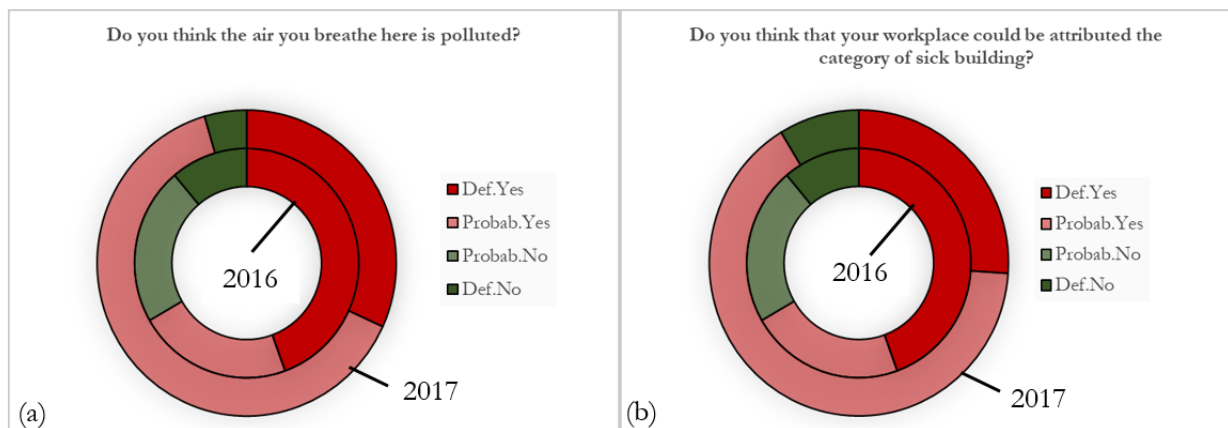 Do you think the air you breathe here is polluted?
Def.Yes
Probab.Yes
Probab.No
Def.No
2016
2017
(a)
Do you think that your workplace could be attributed the
category of sick building?
Def.Yes
Probab.Yes
Probab.No
Def.No
2016
2017
(b)